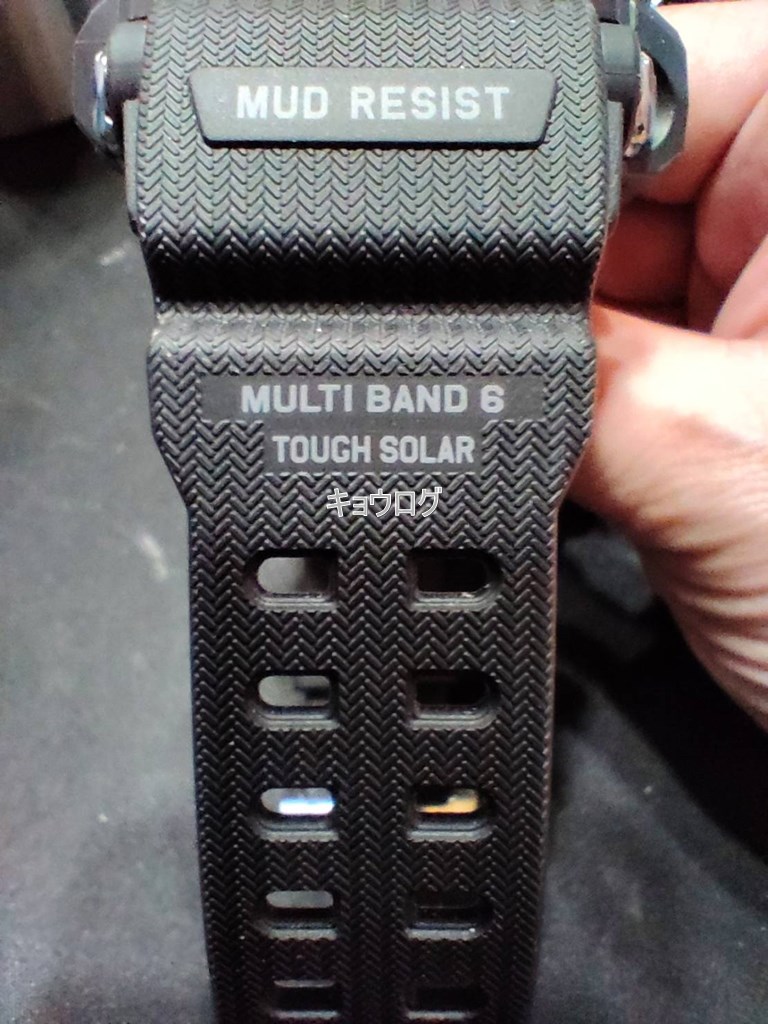 MUD RESIST
MULTI BAND 6
TOUGH SOLAR
キョウログ